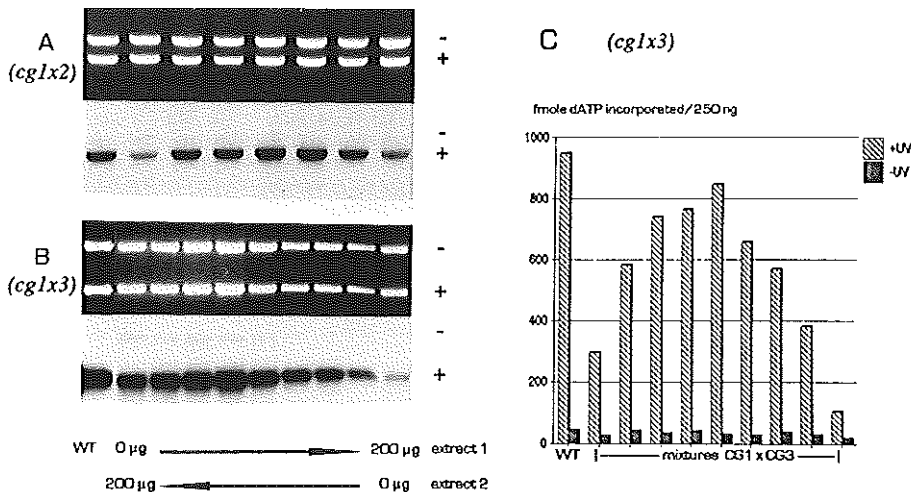 A
(cg1x2)
-
+
-
+
B
(cg1x3)
-
+
-
+
WT 0 µg 200 µg extract 1
200 µg 0 µg extract 2
C (cg1x3)
fmole dATP incorporated/250 ng
1000
800
600
400
200
0
+UV
-UV
WT mixtures CG1 x CG3